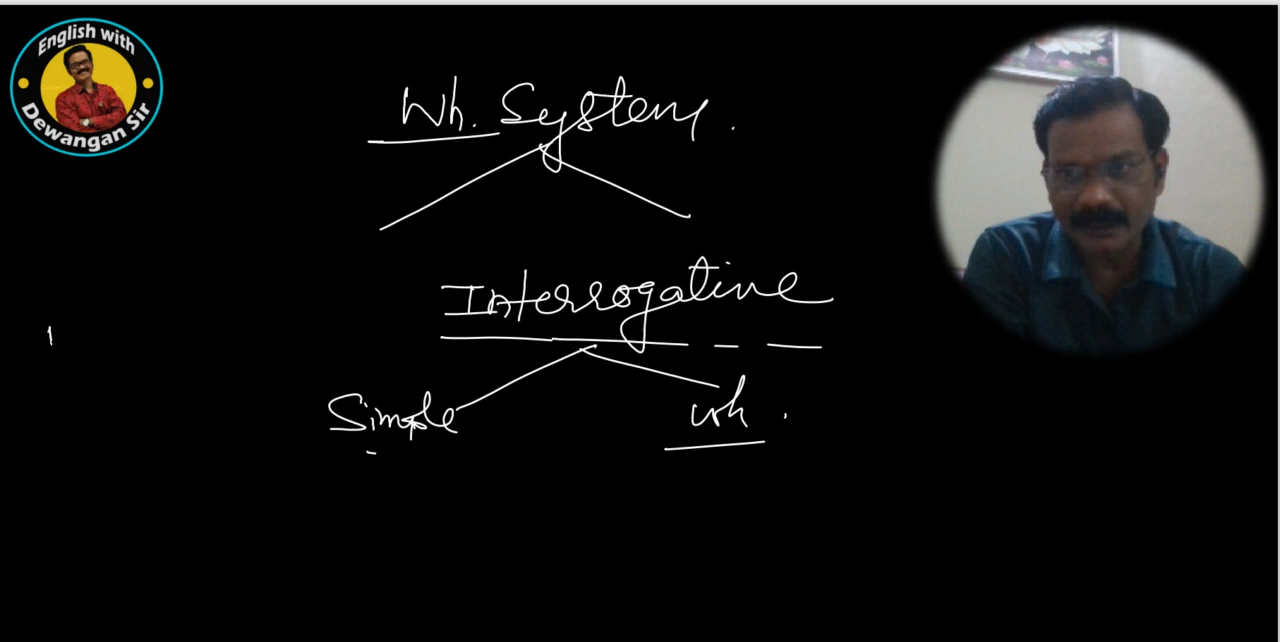 English with
Dewangan Sir
Wh. System.
Interrogative
Simple
wh.